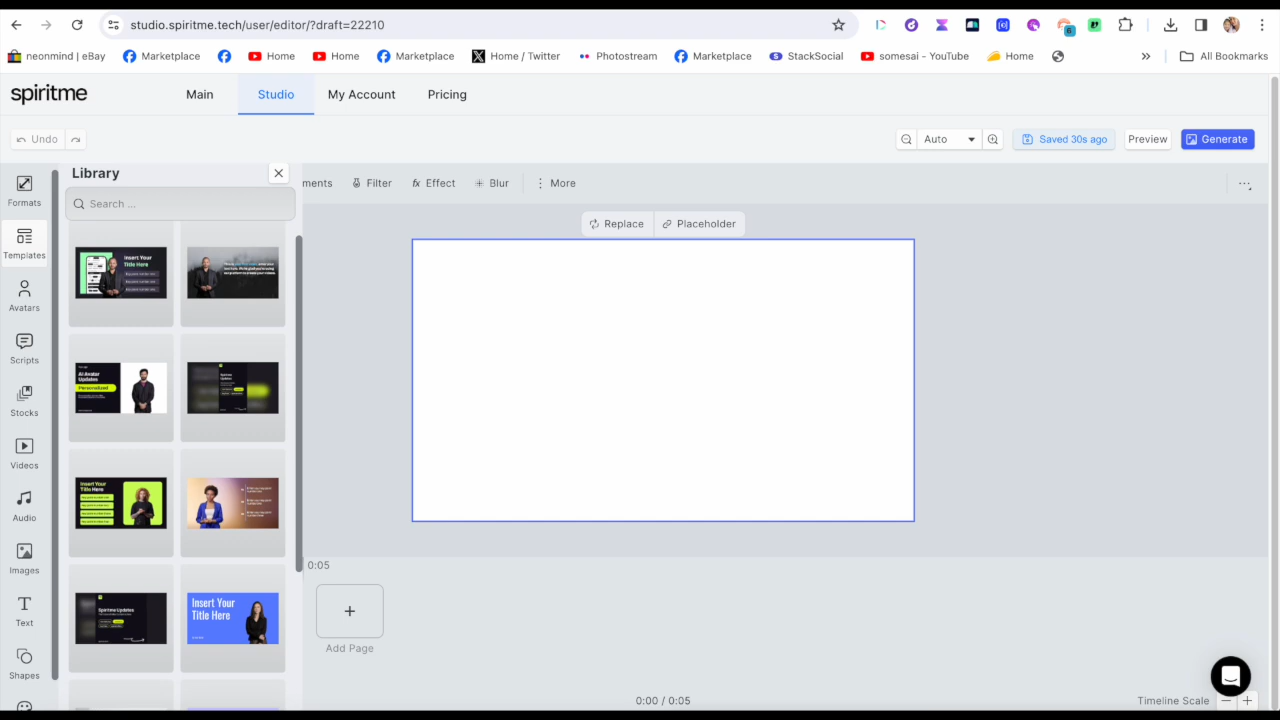 studio.spiritme.tech/user/editor/?draft=22210
6
neonmind | eBay
Marketplace
Home
Home
Marketplace
Home / Twitter
Photostream
Marketplace
StackSocial
somesai - YouTube
Home
»
All Bookmarks
spiritme
Main
Studio
My Account
Pricing
Undo
Auto
Saved 30s ago
Preview
Generate
Library
Search ...
Formats
Templates
Avatars
Scripts
Stocks
Videos
Audio
Images
Text
Shapes
ments
Filter
fx Effect
Blur
More
Replace
Placeholder
Insert Your
Title Here
AI Avatar
Updates
Personalized
Insert Your
Title Here
Spiritme Updates
Insert Your
Title Here
0:05
Add Page
0:00 / 0:05
Timeline Scale